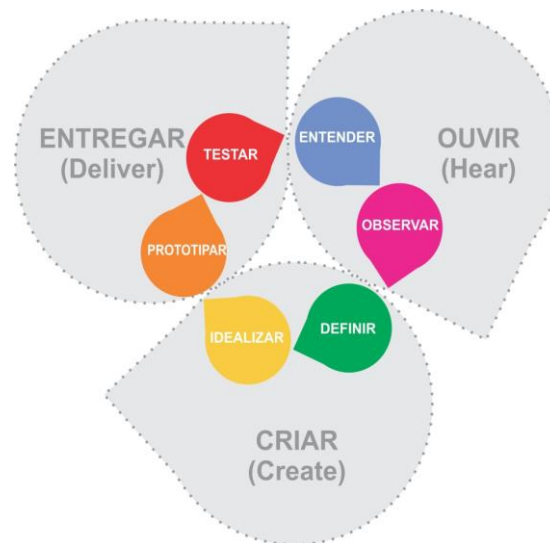 ENTREGAR
(Deliver)
TESTAR
PROTOTIPAR
ENTENDER
OUVIR
(Hear)
OBSERVAR
IDEALIZAR
DEFINIR
CRIAR
(Create)